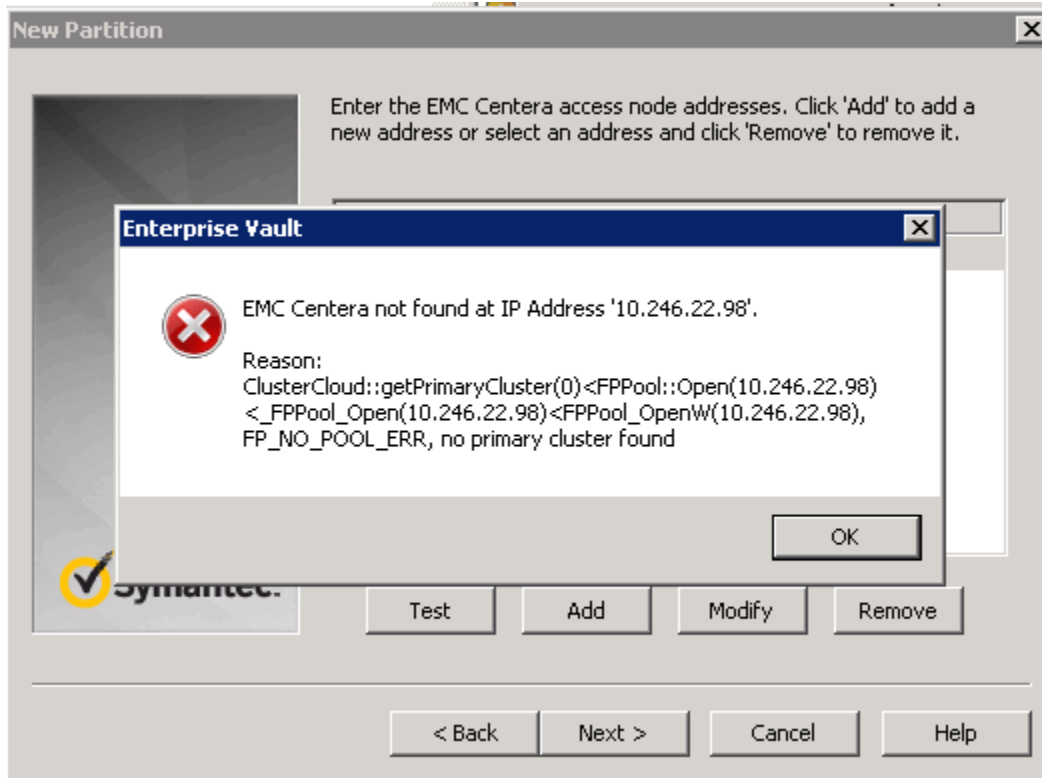 New Partition
Enter the EMC Centera access node addresses. Click 'Add' to add a
new address or select an address and click 'Remove' to remove it.
Enterprise Vault
EMC Centera not found at IP Address '10.246.22.98'.
Reason:
ClusterCloud::getPrimaryCluster(0)<FPPool::Open(10.246.22.98)
<_FPPool_Open(10.246.22.98)<FPPool_OpenW(10.246.22.98),
FP_NO_POOL_ERR, no primary cluster found
OK
Symantec.
Test Add Modify Remove
< Back Next > Cancel Help